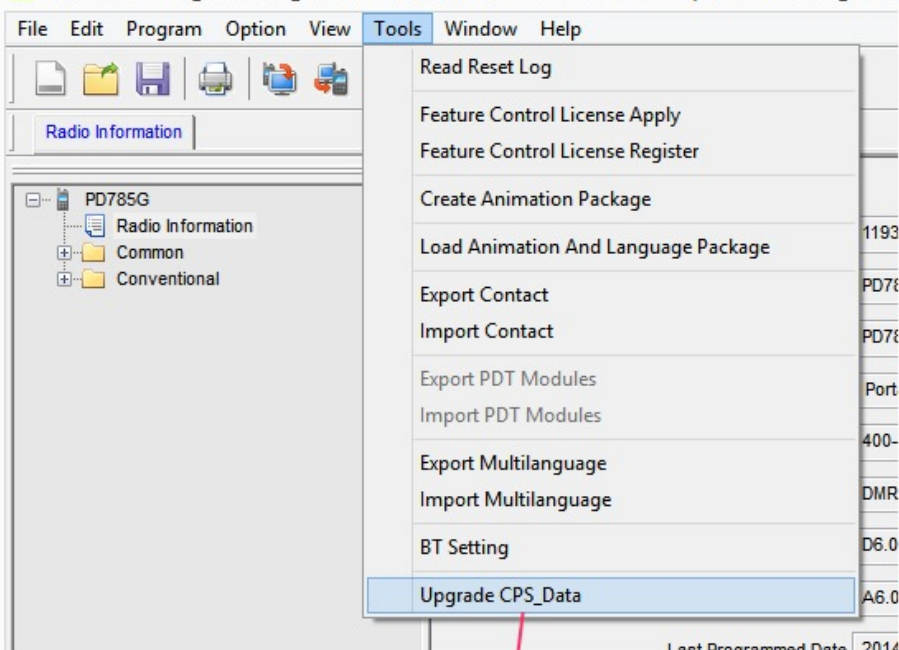 File Edit Program Option View Tools Window Help
Read Reset Log
Feature Control License Apply
Feature Control License Register
Create Animation Package
Load Animation And Language Package
Export Contact
Import Contact
Export PDT Modules
Import PDT Modules
Export Multilanguage
Import Multilanguage
BT Setting
Upgrade CPS_Data
Radio Information
PD785G
Radio Information
Common
Conventional
1193
PD78
PD78
Port
400-
DMR
D6.0
A6.0
Last Programmed Date 2014